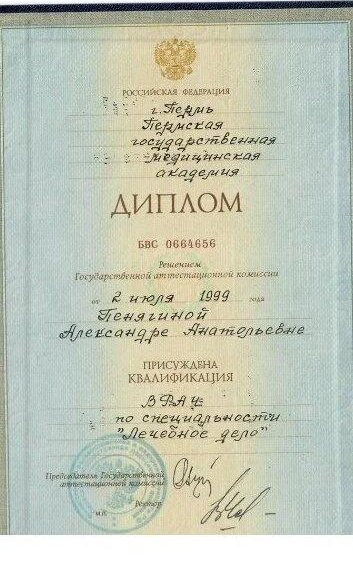 РОССИЙСКАЯ ФЕДЕРАЦИЯ
г. Пермь
Пермская
государственная
медицинская
академия
ДИПЛОМ
БВС 0664656
Решением
Государственной аттестационной комиссии
от 2 июля 1999 года
Пенягиной
Александре Анатольевне
ПРИСУЖДЕНА
КВАЛИФИКАЦИЯ
ВРАЧ
по специальности
"Лечебное дело"
Председатель Государственной
аттестационной комиссии
Ректор
М.П.